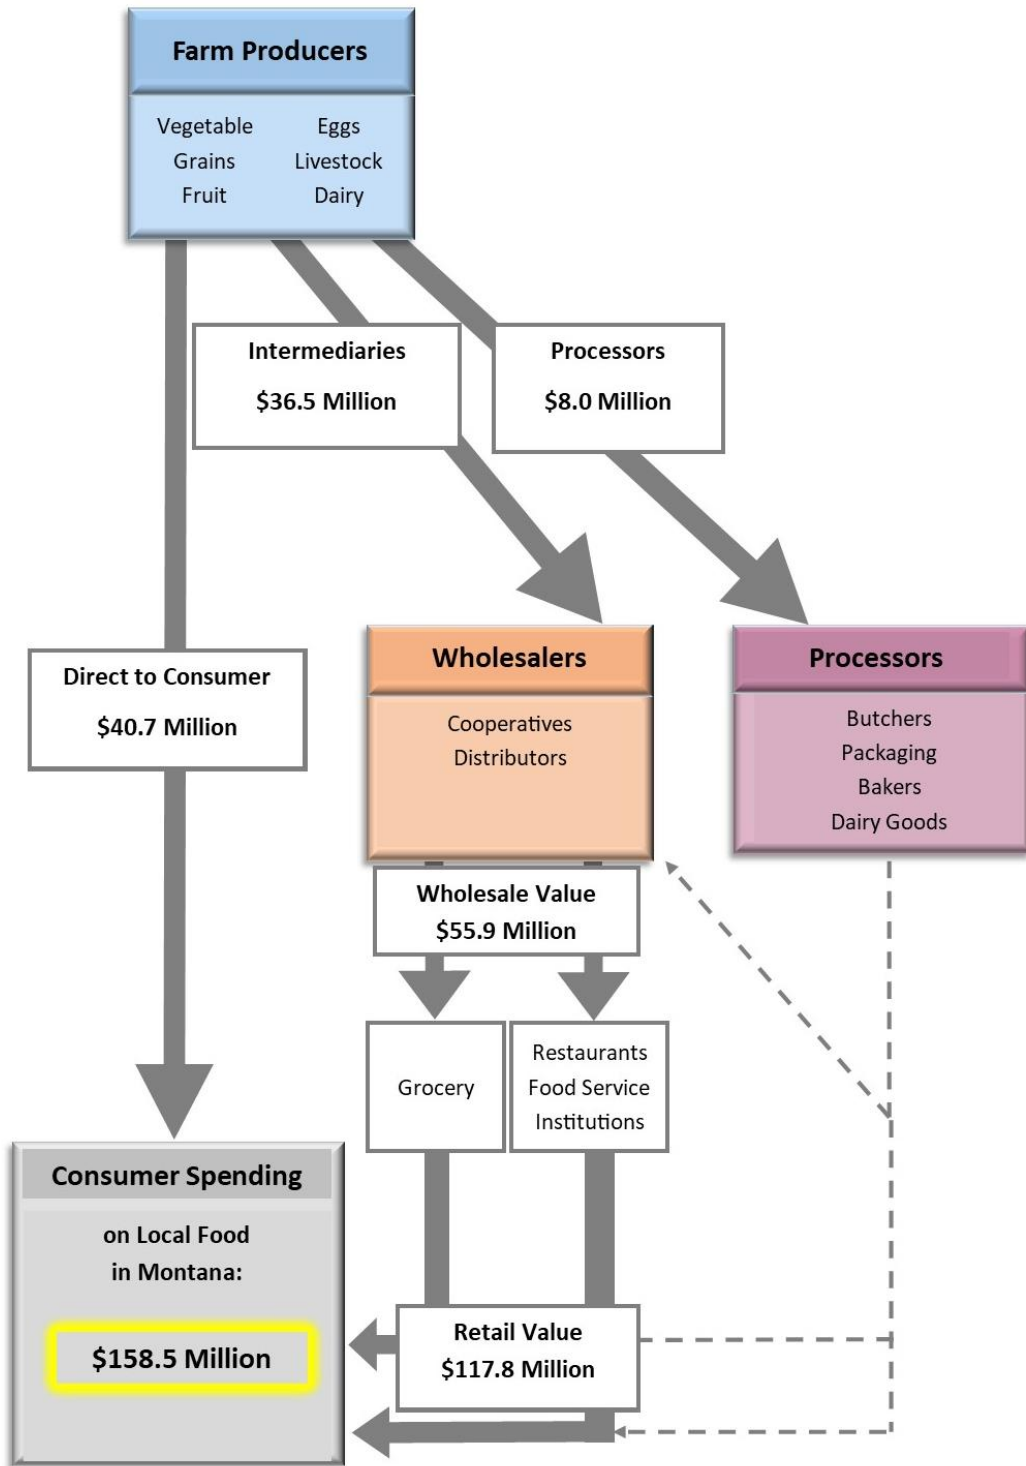 Farm Producers
Vegetable
Grains
Fruit
Eggs
Livestock
Dairy
Intermediaries
$36.5 Million
Processors
$8.0 Million
Direct to Consumer
$40.7 Million
Wholesalers
Cooperatives
Distributors
Processors
Butchers
Packaging
Bakers
Dairy Goods
Wholesale Value
$55.9 Million
Grocery
Restaurants
Food Service
Institutions
Consumer Spending
on Local Food
in Montana:
$158.5 Million
Retail Value
$117.8 Million